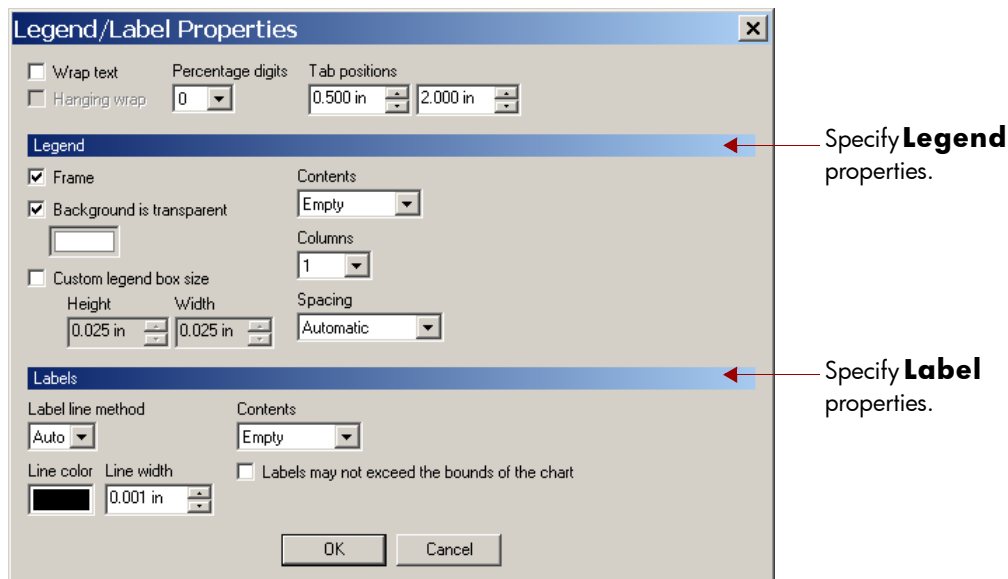 Legend/Label Properties
Wrap text
Percentage digits
Tab positions
Hanging wrap
0
0.500 in
2.000 in
Legend
Specify Legend
properties.
Frame
Contents
Background is transparent
Empty
Columns
1
Custom legend box size
Spacing
Height
Width
0.025 in
0.025 in
Automatic
Labels
Specify Label
properties.
Label line method
Contents
Auto
Empty
Line color
Line width
Labels may not exceed the bounds of the chart
0.001 in
OK
Cancel